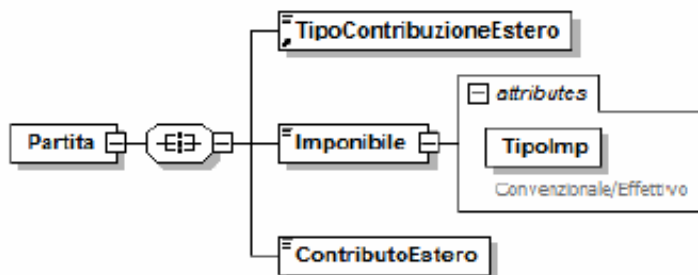 TipoContribuzioneEstero
attributes
Partita
Imponibile
TipoImp
Convenzionale/Effettivo
ContributoEstero